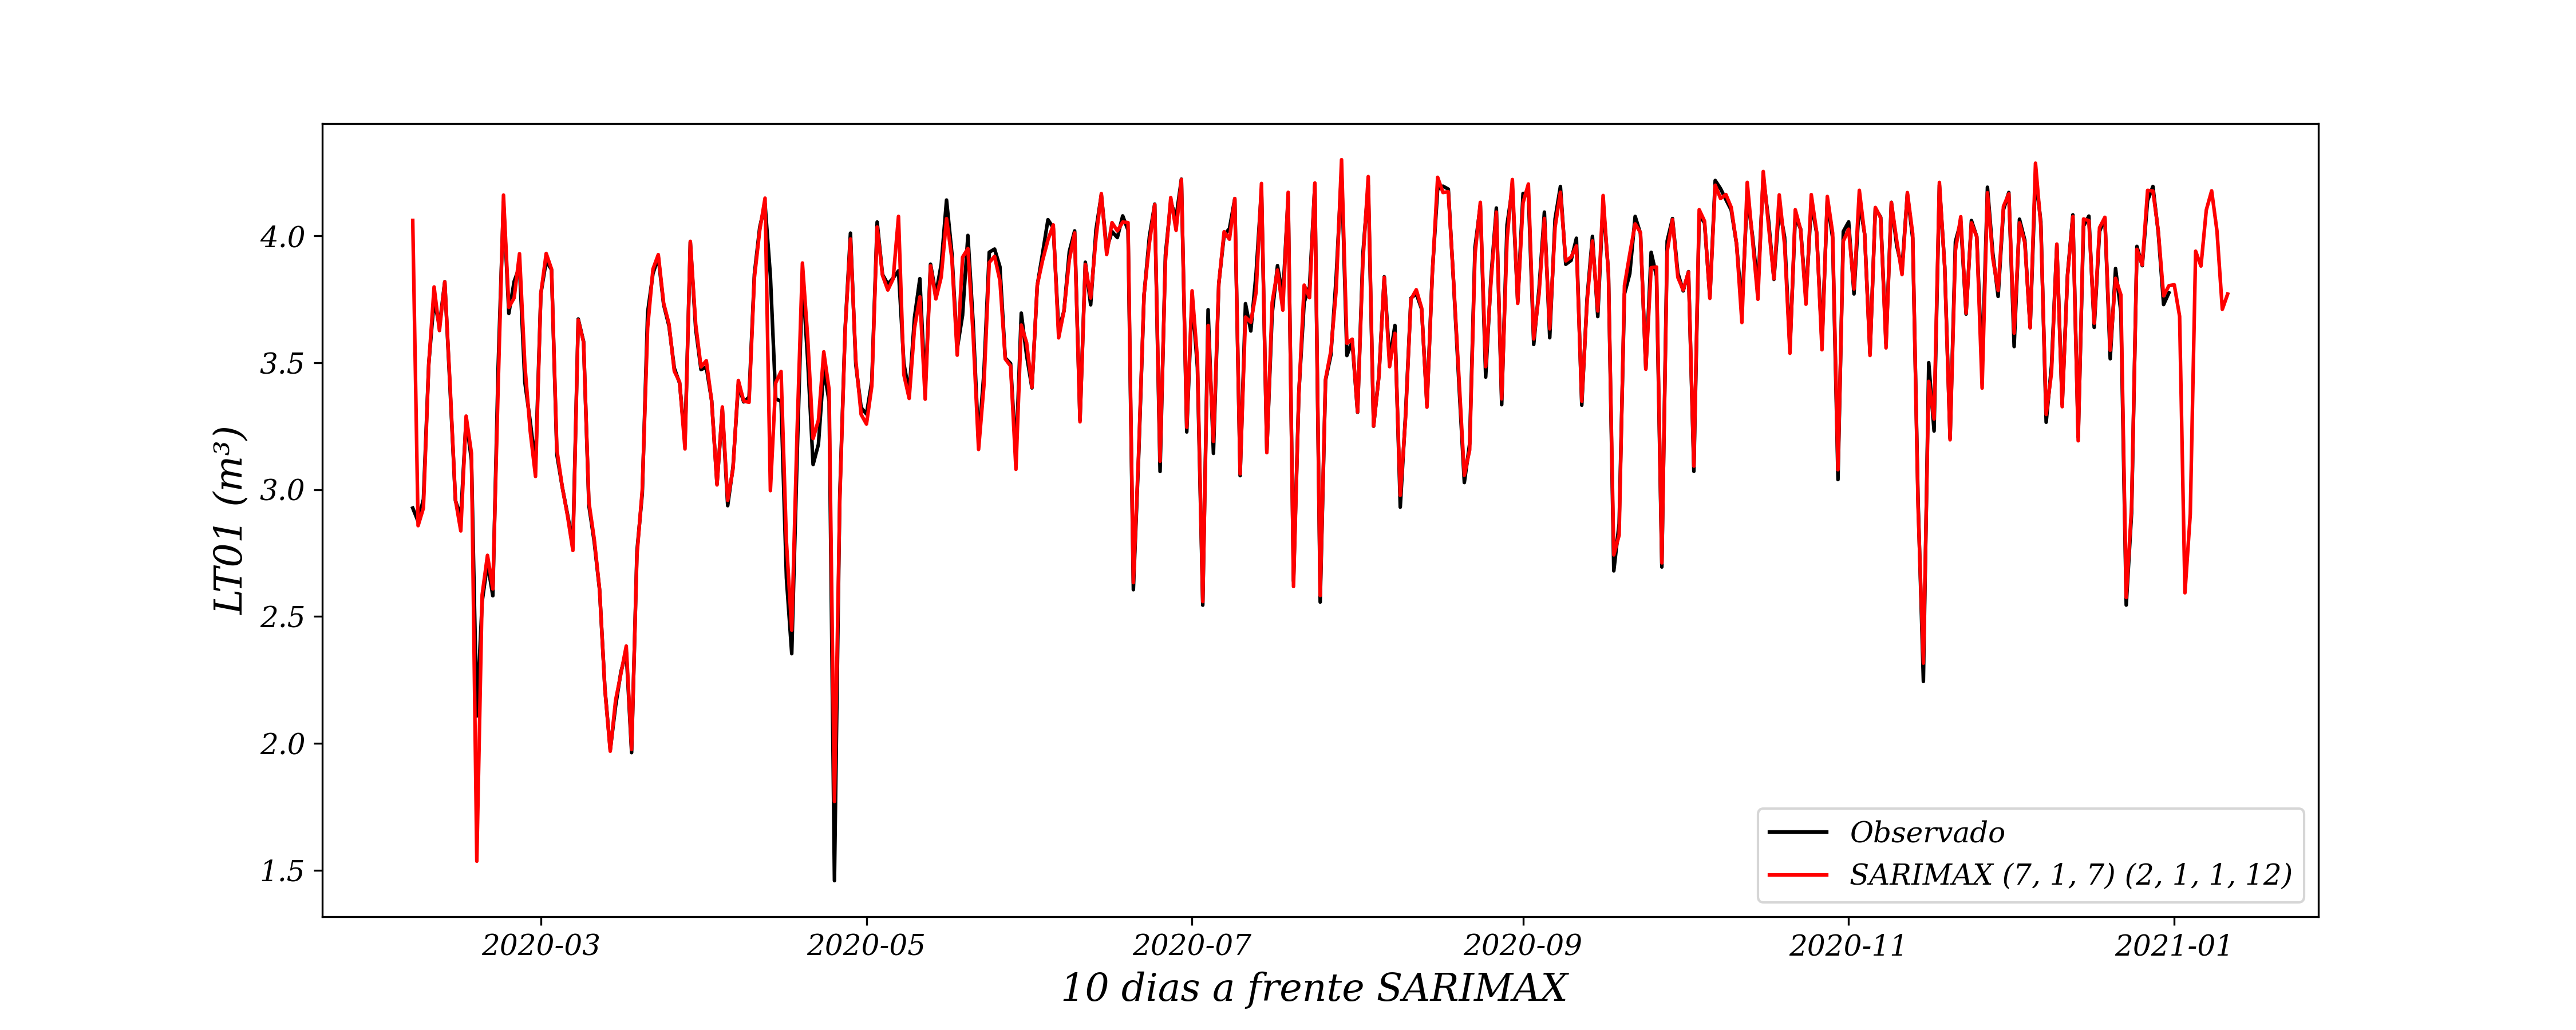 LT01 (m³)
4.0
3.5
3.0
2.5
2.0
1.5
Observado
SARIMAX (7, 1, 7) (2, 1, 1, 12)
2020-03 2020-05 2020-07 2020-09 2020-11 2021-01
10 dias a frente SARIMAX